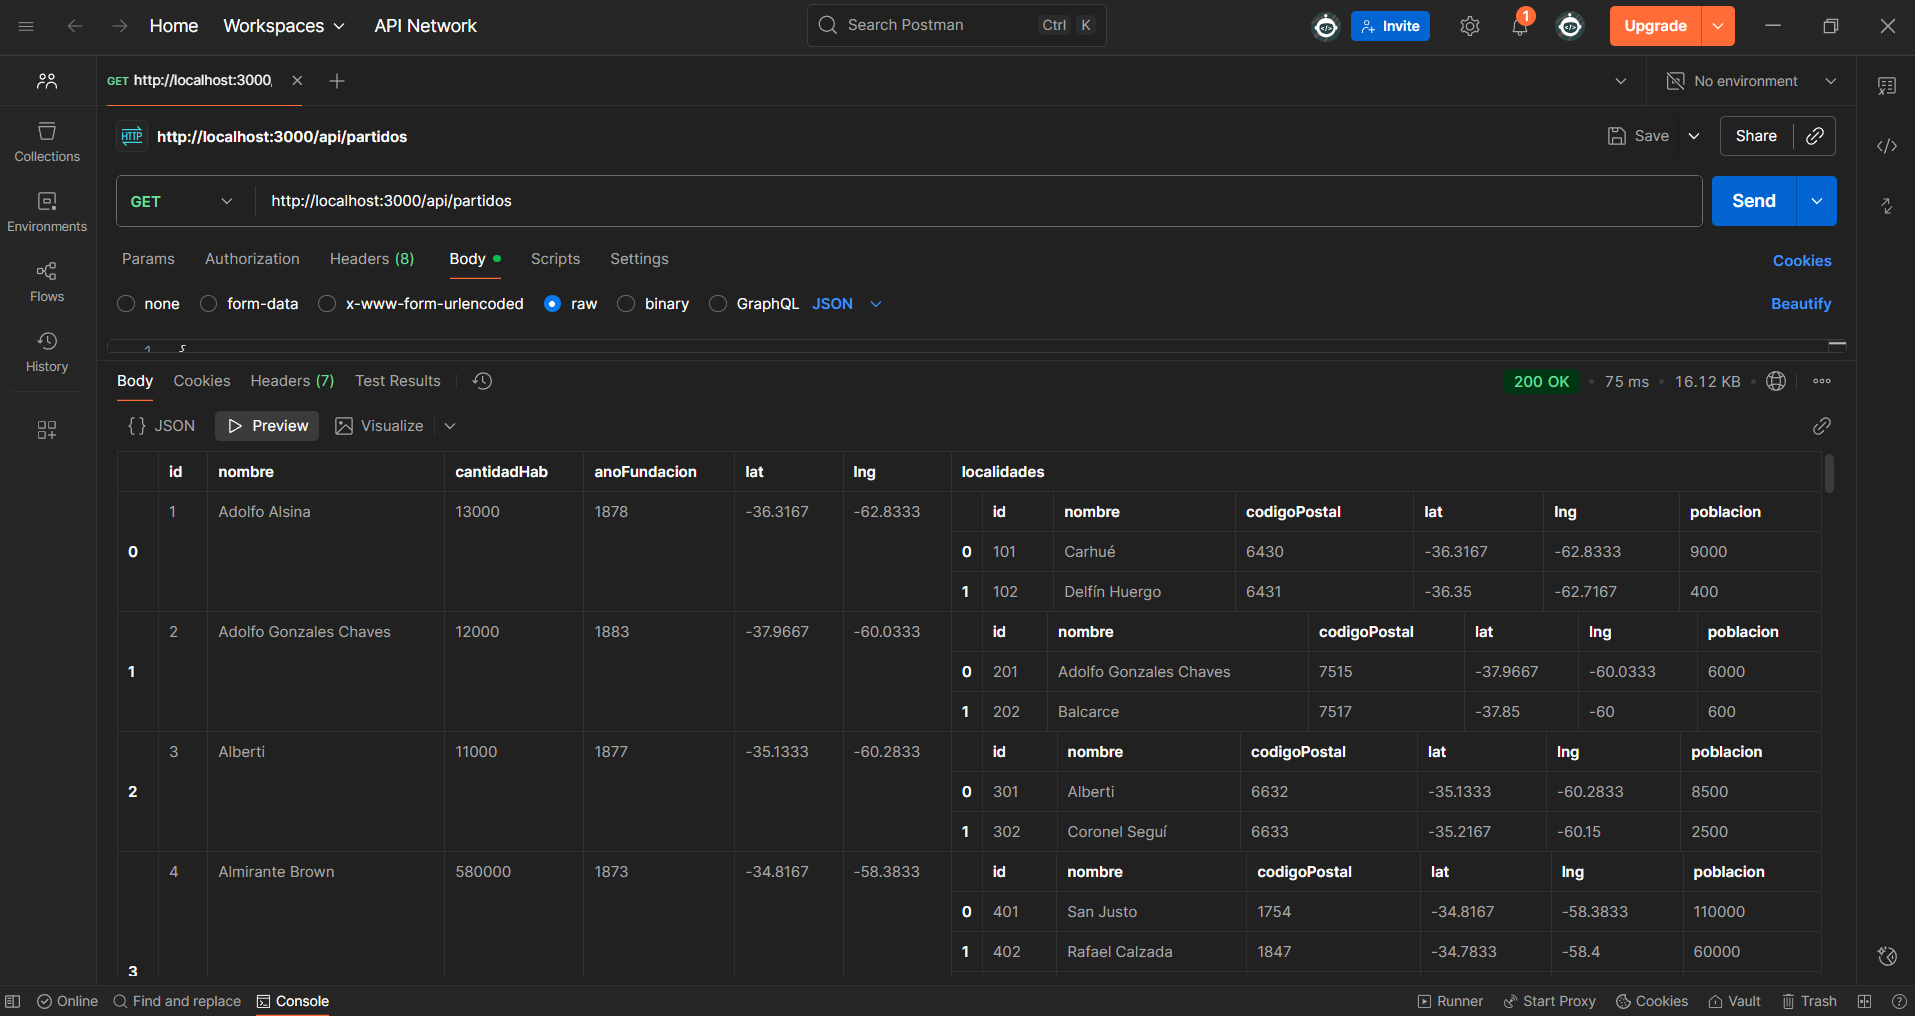 Home Workspaces API Network Search Postman Ctrl K Invite 1 Upgrade
GET http://localhost:3000, No environment
HTTP http://localhost:3000/api/partidos Save Share
Collections
Environments
Flows
History
GET http://localhost:3000/api/partidos Send
Params Authorization Headers (8) Body Scripts Settings Cookies
none form-data x-www-form-urlencoded raw binary GraphQL JSON Beautify
1 {
Body Cookies Headers (7) Test Results 200 OK 75 ms 16.12 KB
{} JSON Preview Visualize
id nombre cantidadHab anoFundacion lat lng localidades
0 1 Adolfo Alsina 13000 1878 -36.3167 -62.8333
id nombre codigoPostal lat lng poblacion
0 101 Carhué 6430 -36.3167 -62.8333 9000
1 102 Delfín Huergo 6431 -36.35 -62.7167 400
1 2 Adolfo Gonzales Chaves 12000 1883 -37.9667 -60.0333
id nombre codigoPostal lat lng poblacion
0 201 Adolfo Gonzales Chaves 7515 -37.9667 -60.0333 6000
1 202 Balcarce 7517 -37.85 -60 600
2 3 Alberti 11000 1877 -35.1333 -60.2833
id nombre codigoPostal lat lng poblacion
0 301 Alberti 6632 -35.1333 -60.2833 8500
1 302 Coronel Seguí 6633 -35.2167 -60.15 2500
3 4 Almirante Brown 580000 1873 -34.8167 -58.3833
id nombre codigoPostal lat lng poblacion
0 401 San Justo 1754 -34.8167 -58.3833 110000
1 402 Rafael Calzada 1847 -34.7833 -58.4 60000
Online Find and replace Console Runner Start Proxy Cookies Vault Trash